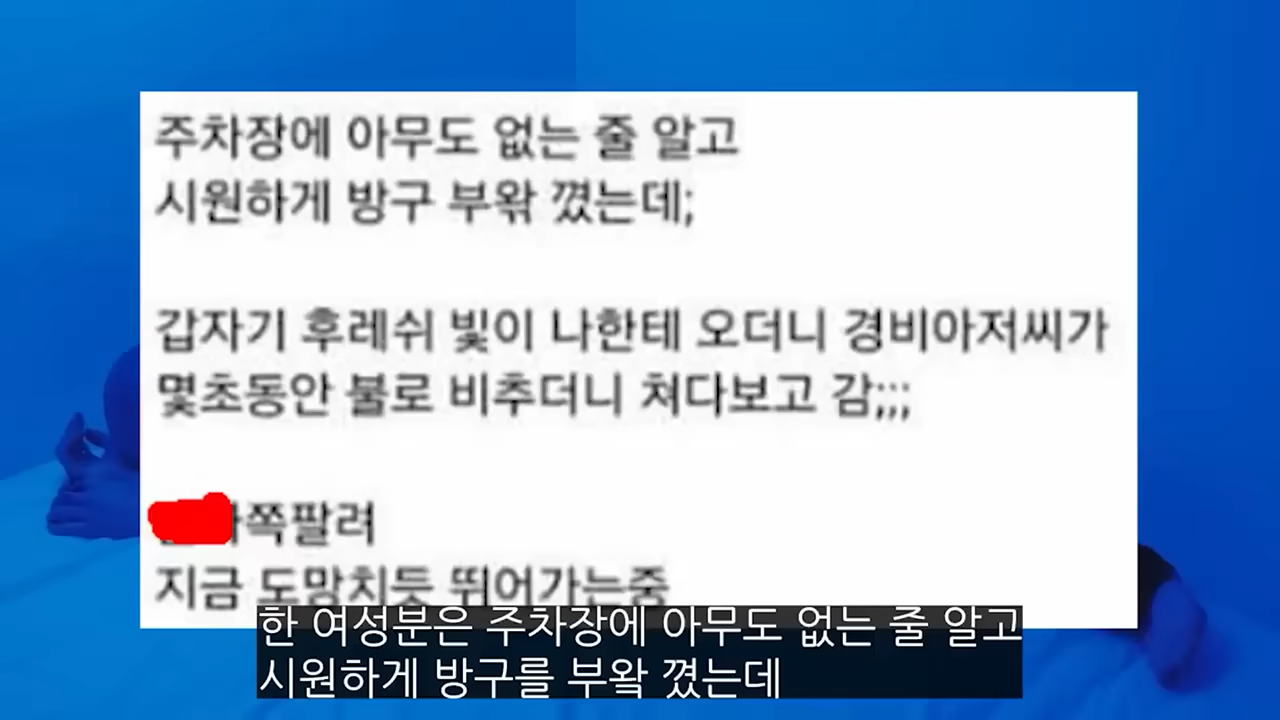 주차장에 아무도 없는 줄 알고
시원하게 방구 부왘 꼈는데;
갑자기 후레쉬 빛이 나한테 오더니 경비아저씨가
몇초동안 불로 비추더니 쳐다보고 감;;;
쪽팔려
지금 도망치듯 뛰어가는중
한 여성분은 주차장에 아무도 없는 줄 알고
시원하게 방구를 부왘 꼈는데